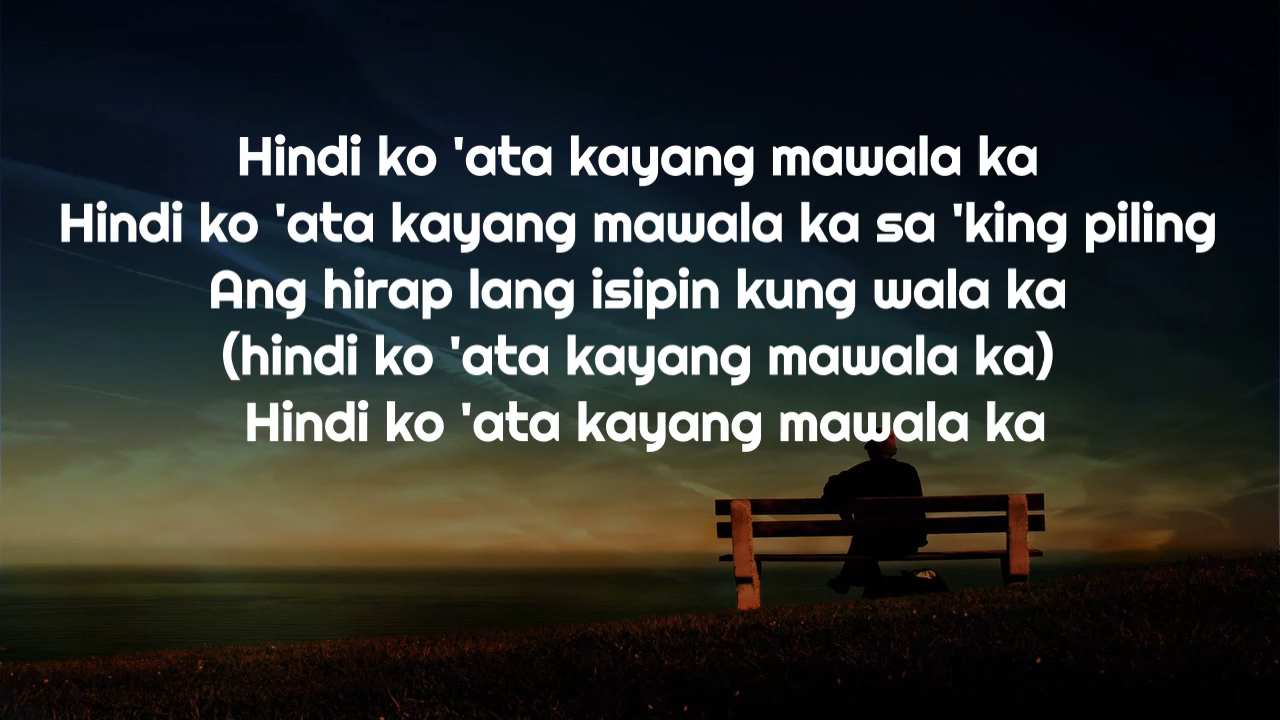 Hindi ko 'ata kayang mawala ka
Hindi ko 'ata kayang mawala ka sa 'king piling
Ang hirap lang isipin kung wala ka
(hindi ko 'ata kayang mawala ka)
Hindi ko 'ata kayang mawala ka